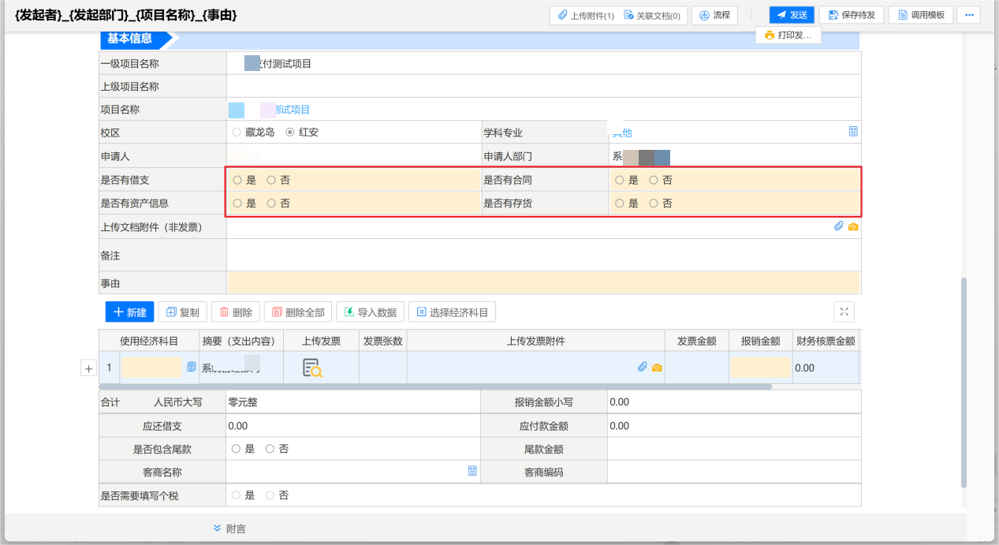 {发起者}_{发起部门}_{项目名称}_{事由} 上传附件(1) 关联文档(0) 流程 发送 保存待发 调用模板 ...
打印发...
基本信息
一级项目名称 付测试项目
上级项目名称
项目名称 测试项目
校区 藏龙岛 红安 学科专业 其他
申请人 申请人部门 系
是否有借支 是 否 是否有合同 是 否
是否有资产信息 是 否 是否有存货 是 否
上传文档附件（非发票）
备注
事由
新建 复制 删除 删除全部 导入数据 选择经济科目
使用经济科目 摘要（支出内容） 上传发票 发票张数 上传发票附件 发票金额 报销金额 财务核票金额
1 0.00
合计 人民币大写 零元整 报销金额小写 0.00
应还借支 0.00 应付款金额 0.00
是否包含尾款 是 否 尾款金额
客商名称 客商编码
是否需要填写个税 是 否
附言